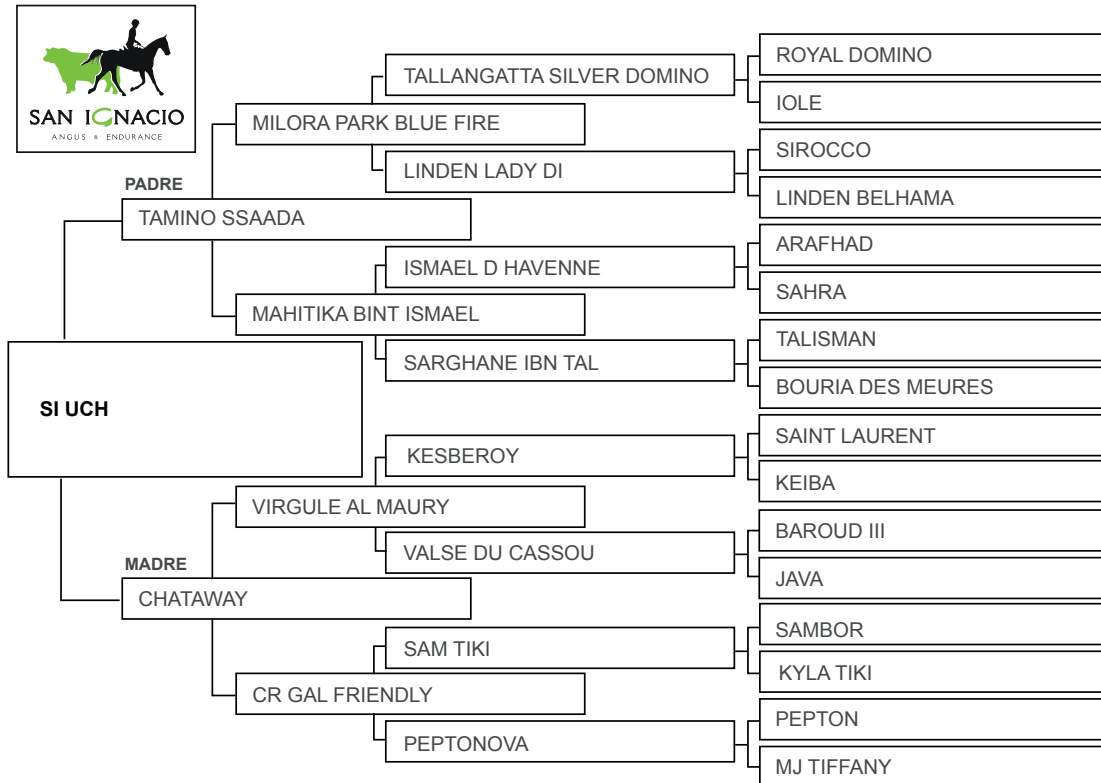 SAN IGNACIO
ANGUS & ENDURANCE
ROYAL DOMINO
TALLANGATTA SILVER DOMINO
IOLE
MILORA PARK BLUE FIRE
SIROCCO
LINDEN LADY DI
LINDEN BELHAMA
PADRE
TAMINO SSAADA
ARAFHAD
ISMAEL D HAVENNE
SAHRA
MAHITIKA BINT ISMAEL
TALISMAN
SARGHANE IBN TAL
BOURIA DES MEURES
SI UCH
SAINT LAURENT
KESBEROY
KEIBA
VIRGULE AL MAURY
BAROUD III
VALSE DU CASSOU
JAVA
MADRE
CHATAWAY
SAMBOR
SAM TIKI
KYLA TIKI
CR GAL FRIENDLY
PEPTON
PEPTONOVA
MJ TIFFANY